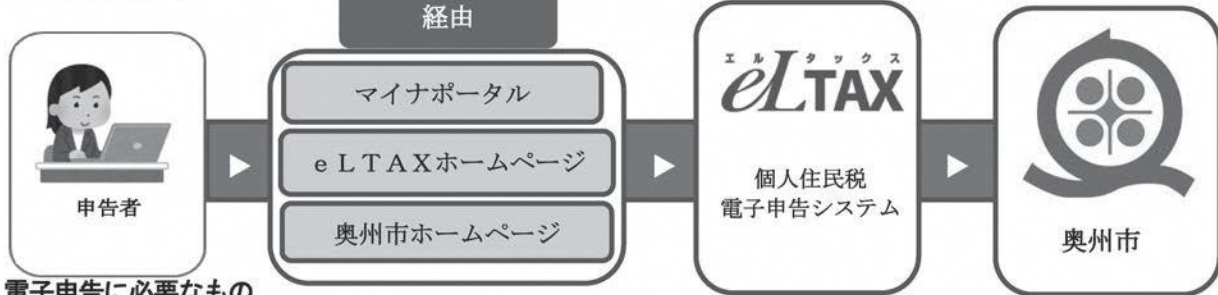 経由
申告者
マイナポータル
ｅＬＴＡＸホームページ
奥州市ホームページ
エルタックス
eLTAX
個人住民税
電子申告システム
奥州市
電子申告に必要なもの